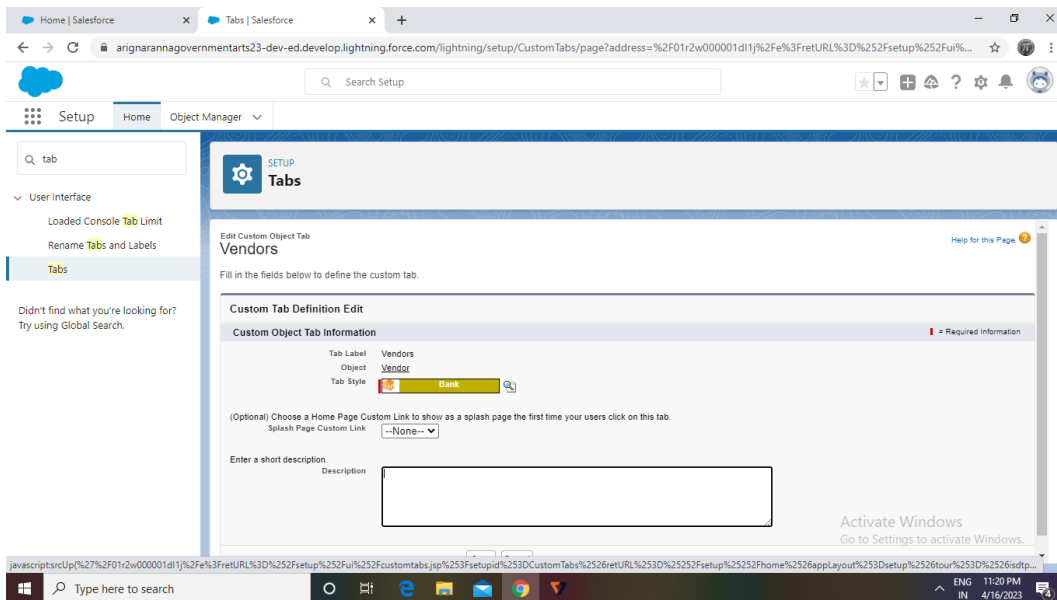 Home | Salesforce
Tabs | Salesforce
arignarannagovernmentarts23-dev-ed.develop.lightning.force.com/lightning/setup/CustomTabs/page?address=%2F01r2w000001dl1j%2Fe%3FretURL%3D%252Fsetup%252Fui%...
Search Setup
Setup Home Object Manager
tab
User Interface
Loaded Console Tab Limit
Rename Tabs and Labels
Tabs
Didn't find what you're looking for?
Try using Global Search.
SETUP
Tabs
Edit Custom Object Tab
Vendors
Help for this Page
Fill in the fields below to define the custom tab.
Custom Tab Definition Edit
Custom Object Tab Information
= Required Information
Tab Label Vendors
Object Vendor
Tab Style Bank
(Optional) Choose a Home Page Custom Link to show as a splash page the first time your users click on this tab.
Splash Page Custom Link --None--
Enter a short description.
Description
Activate Windows
Go to Settings to activate Windows.
javascript:srcUp(%27%2F01r2w000001dl1j%2Fe%3FretURL%3D%252Fsetup%252Fui%252Fcustomtabs.jsp%253Fsetupid%253DCustomTabs%2526retURL%253D%25252Fsetup%25252Fhome%2526appLayout%253Dsetup%2526tour%253D%2526isdtp...
Type here to search
ENG 11:20 PM
IN 4/16/2023
4